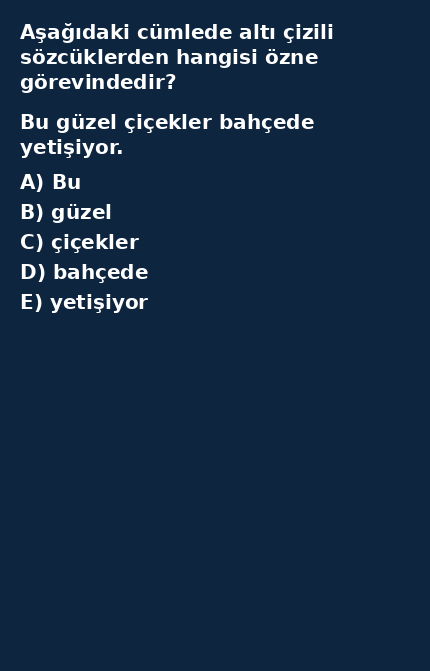 Aşağıdaki cümlede altı çizili
sözcüklerden hangisi özne
görevindedir?
Bu güzel çiçekler bahçede
yetişiyor.
A) Bu
B) güzel
C) çiçekler
D) bahçede
E) yetişiyor